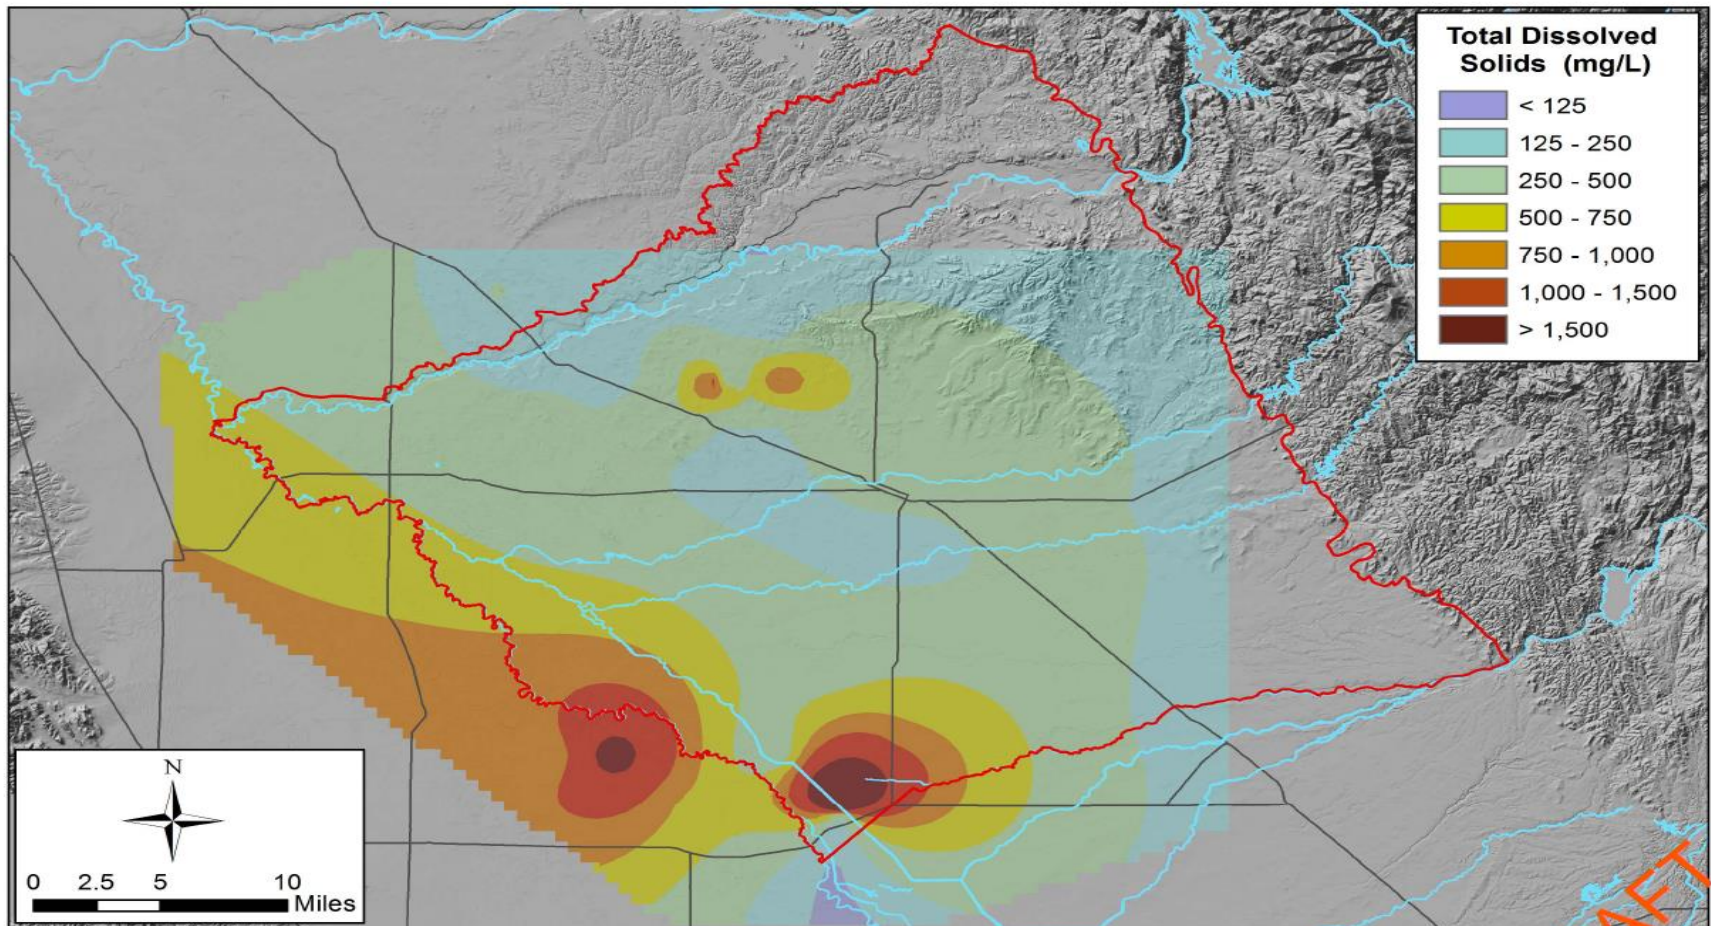 Total Dissolved
Solids (mg/L)
< 125
125 - 250
250 - 500
500 - 750
750 - 1,000
1,000 - 1,500
> 1,500
N
0 2.5 5 10
Miles
AFT